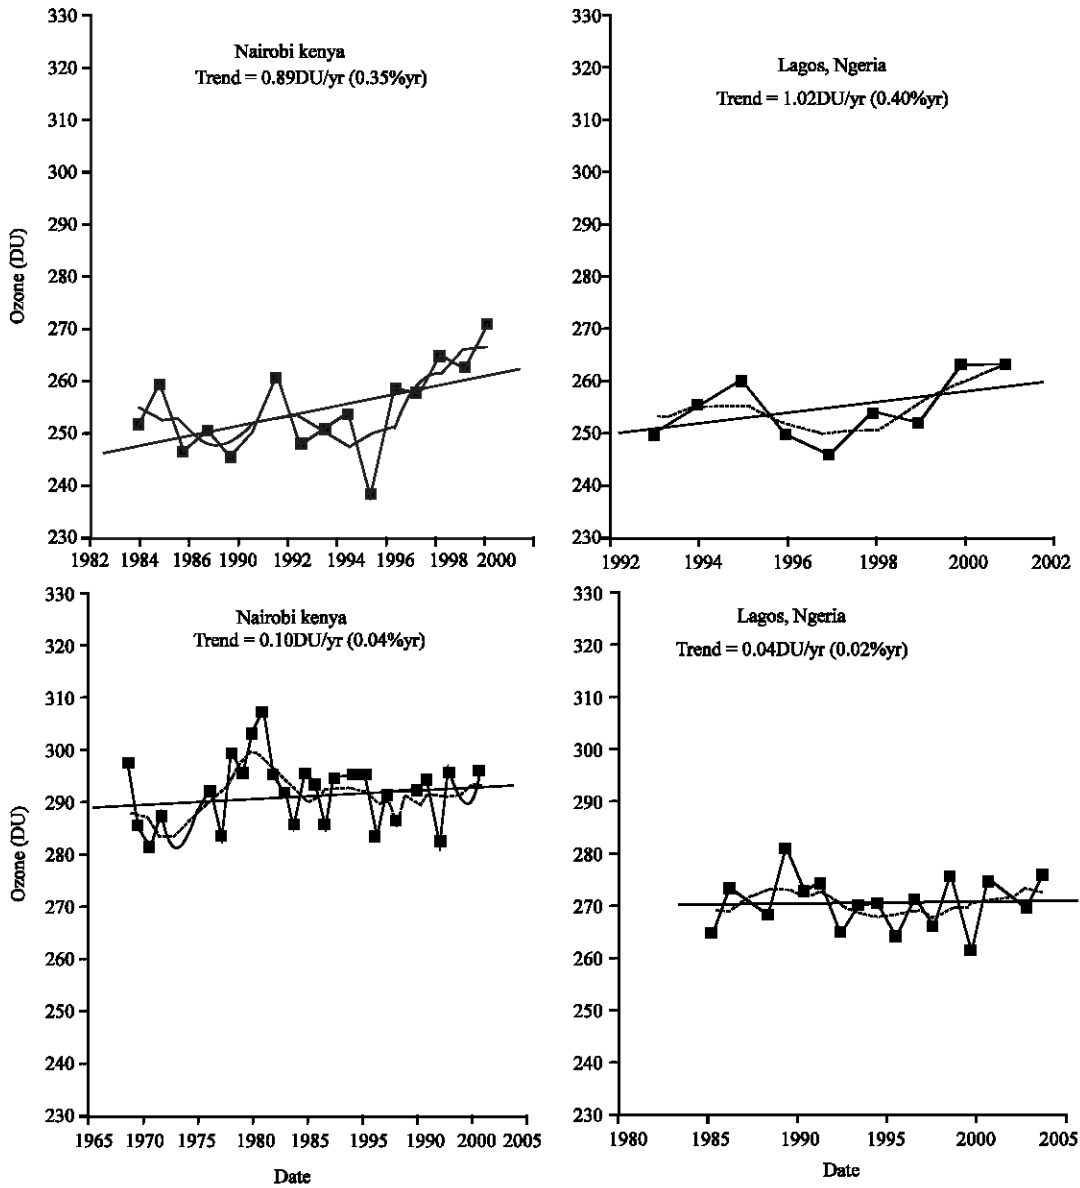 Nairobi kenya
Trend = 0.89DU/yr (0.35%yr)
Ozone (DU)
330
320
310
300
290
280
270
260
250
240
230
1982 1984 1986 1990 1992 1994 1996 1998 2000
Lagos, Ngeria
Trend = 1.02DU/yr (0.40%yr)
330
320
310
300
290
280
270
260
250
240
230
1992 1994 1996 1998 2000 2002
Nairobi kenya
Trend = 0.10DU/yr (0.04%yr)
Ozone (DU)
330
320
310
300
290
280
270
260
250
240
230
1965 1970 1975 1980 1985 1995 1990 2000 2005
Date
Lagos, Ngeria
Trend = 0.04DU/yr (0.02%yr)
330
320
310
300
290
280
270
260
250
240
230
1980 1985 1990 1995 2000 2005
Date